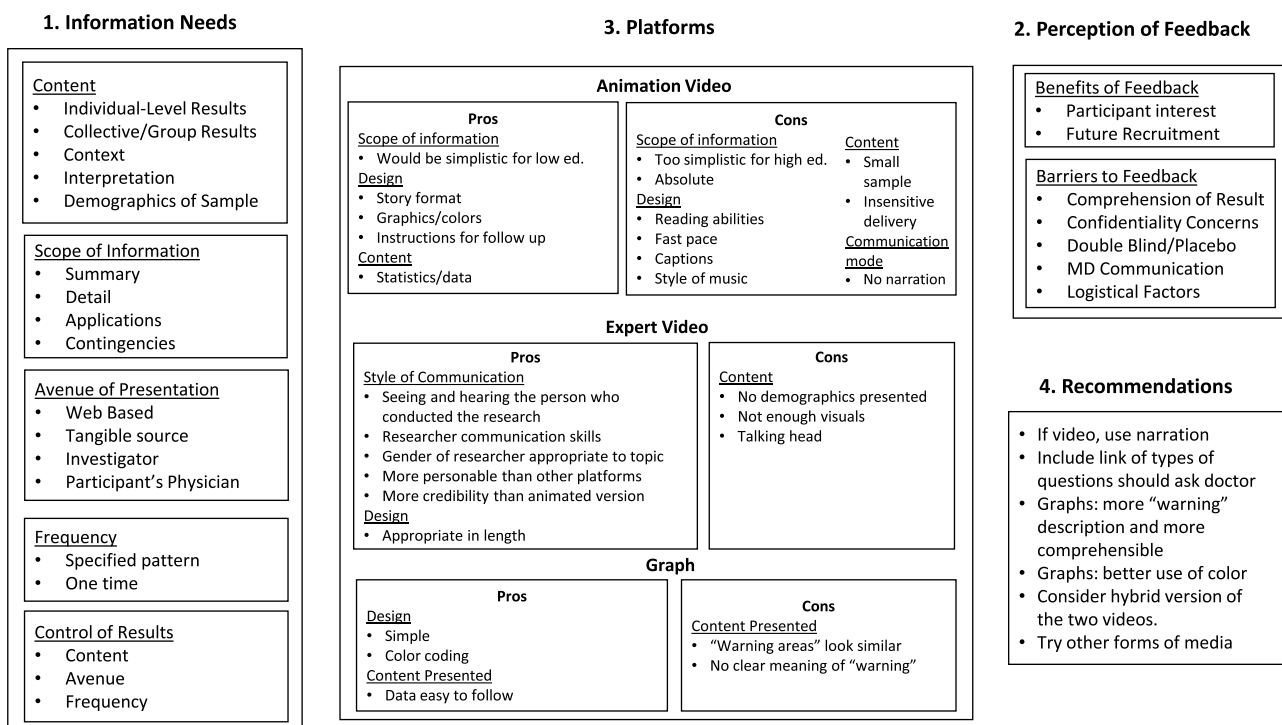 1. Information Needs
Content
• Individual-Level Results
• Collective/Group Results
• Context
• Interpretation
• Demographics of Sample
Scope of Information
• Summary
• Detail
• Applications
• Contingencies
Avenue of Presentation
• Web Based
• Tangible source
• Investigator
• Participant's Physician
Frequency
• Specified pattern
• One time
Control of Results
• Content
• Avenue
• Frequency
3. Platforms
Animation Video
Pros
Scope of information
• Would be simplistic for low ed.
Design
• Story format
• Graphics/colors
• Instructions for follow up
Content
• Statistics/data
Cons
Scope of information
• Too simplistic for high ed.
• Absolute
Design
• Reading abilities
• Fast pace
• Captions
• Style of music
Content
• Small
sample
• Insensitive
delivery
Communication
mode
• No narration
Expert Video
Pros
Style of Communication
• Seeing and hearing the person who
conducted the research
• Researcher communication skills
• Gender of researcher appropriate to topic
• More personable than other platforms
• More credibility than animated version
Design
• Appropriate in length
Cons
Content
• No demographics presented
• Not enough visuals
• Talking head
Graph
Pros
Design
• Simple
• Color coding
Content Presented
• Data easy to follow
Cons
Content Presented
• “Warning areas” look similar
• No clear meaning of “warning”
2. Perception of Feedback
Benefits of Feedback
• Participant interest
• Future Recruitment
Barriers to Feedback
• Comprehension of Result
• Confidentiality Concerns
• Double Blind/Placebo
• MD Communication
• Logistical Factors
4. Recommendations
• If video, use narration
• Include link of types of
questions should ask doctor
• Graphs: more “warning”
description and more
comprehensible
• Graphs: better use of color
• Consider hybrid version of
the two videos.
• Try other forms of media